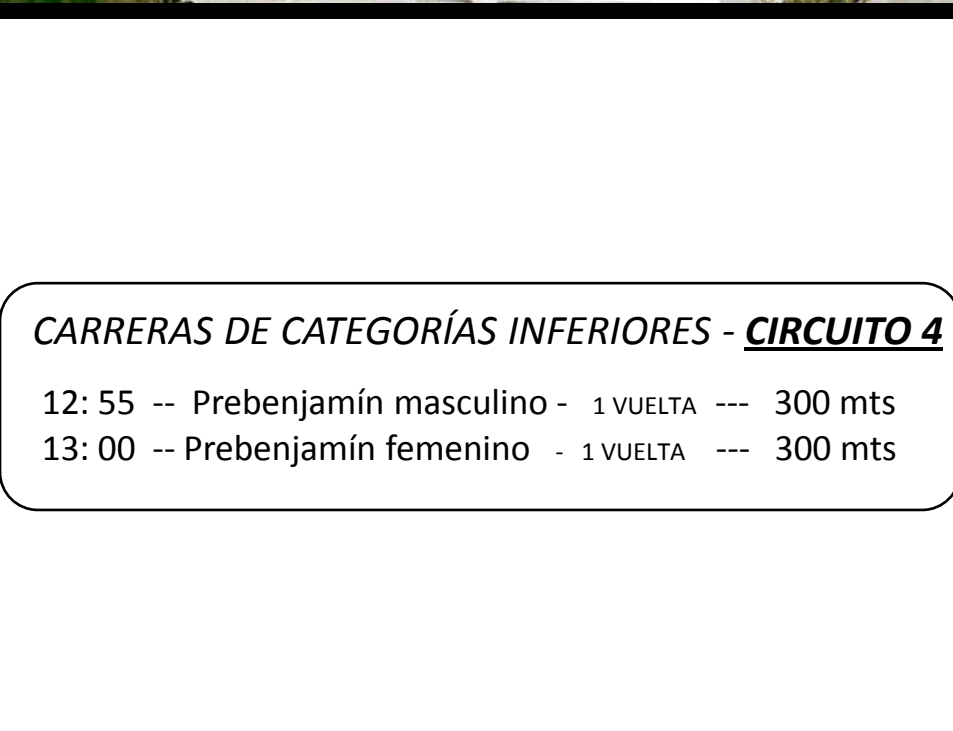 CARRERAS DE CATEGORÍAS INFERIORES - CIRCUITO 4
12: 55 -- Prebenjamín masculino - 1 VUELTA --- 300 mts
13: 00 -- Prebenjamín femenino - 1 VUELTA --- 300 mts